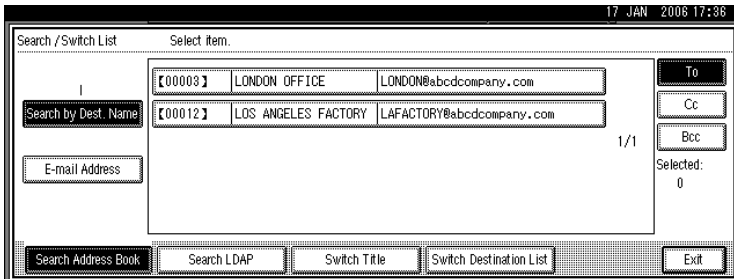 17 JAN 2006 17:36
Search / Switch List Select item.
【00003】 LONDON OFFICE LONDON@abcdcompany.com
【00012】 LOS ANGELES FACTORY LAFACTORY@abcdcompany.com
Search by Dest. Name
E-mail Address
1/1
To
Cc
Bcc
Selected:
0
Search Address Book Search LDAP Switch Title Switch Destination List Exit